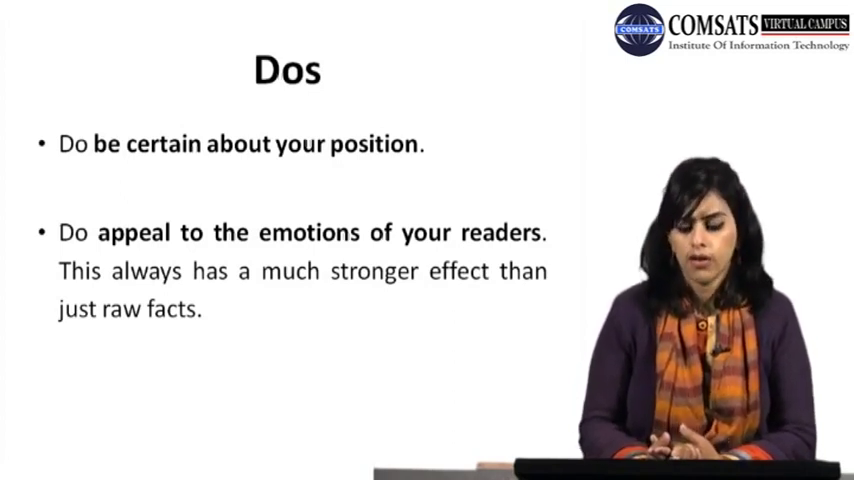 COMSATS VIRTUAL CAMPUS
COMSATS
Institute Of Information Technology
Dos
• Do be certain about your position.
• Do appeal to the emotions of your readers.
This always has a much stronger effect than
just raw facts.